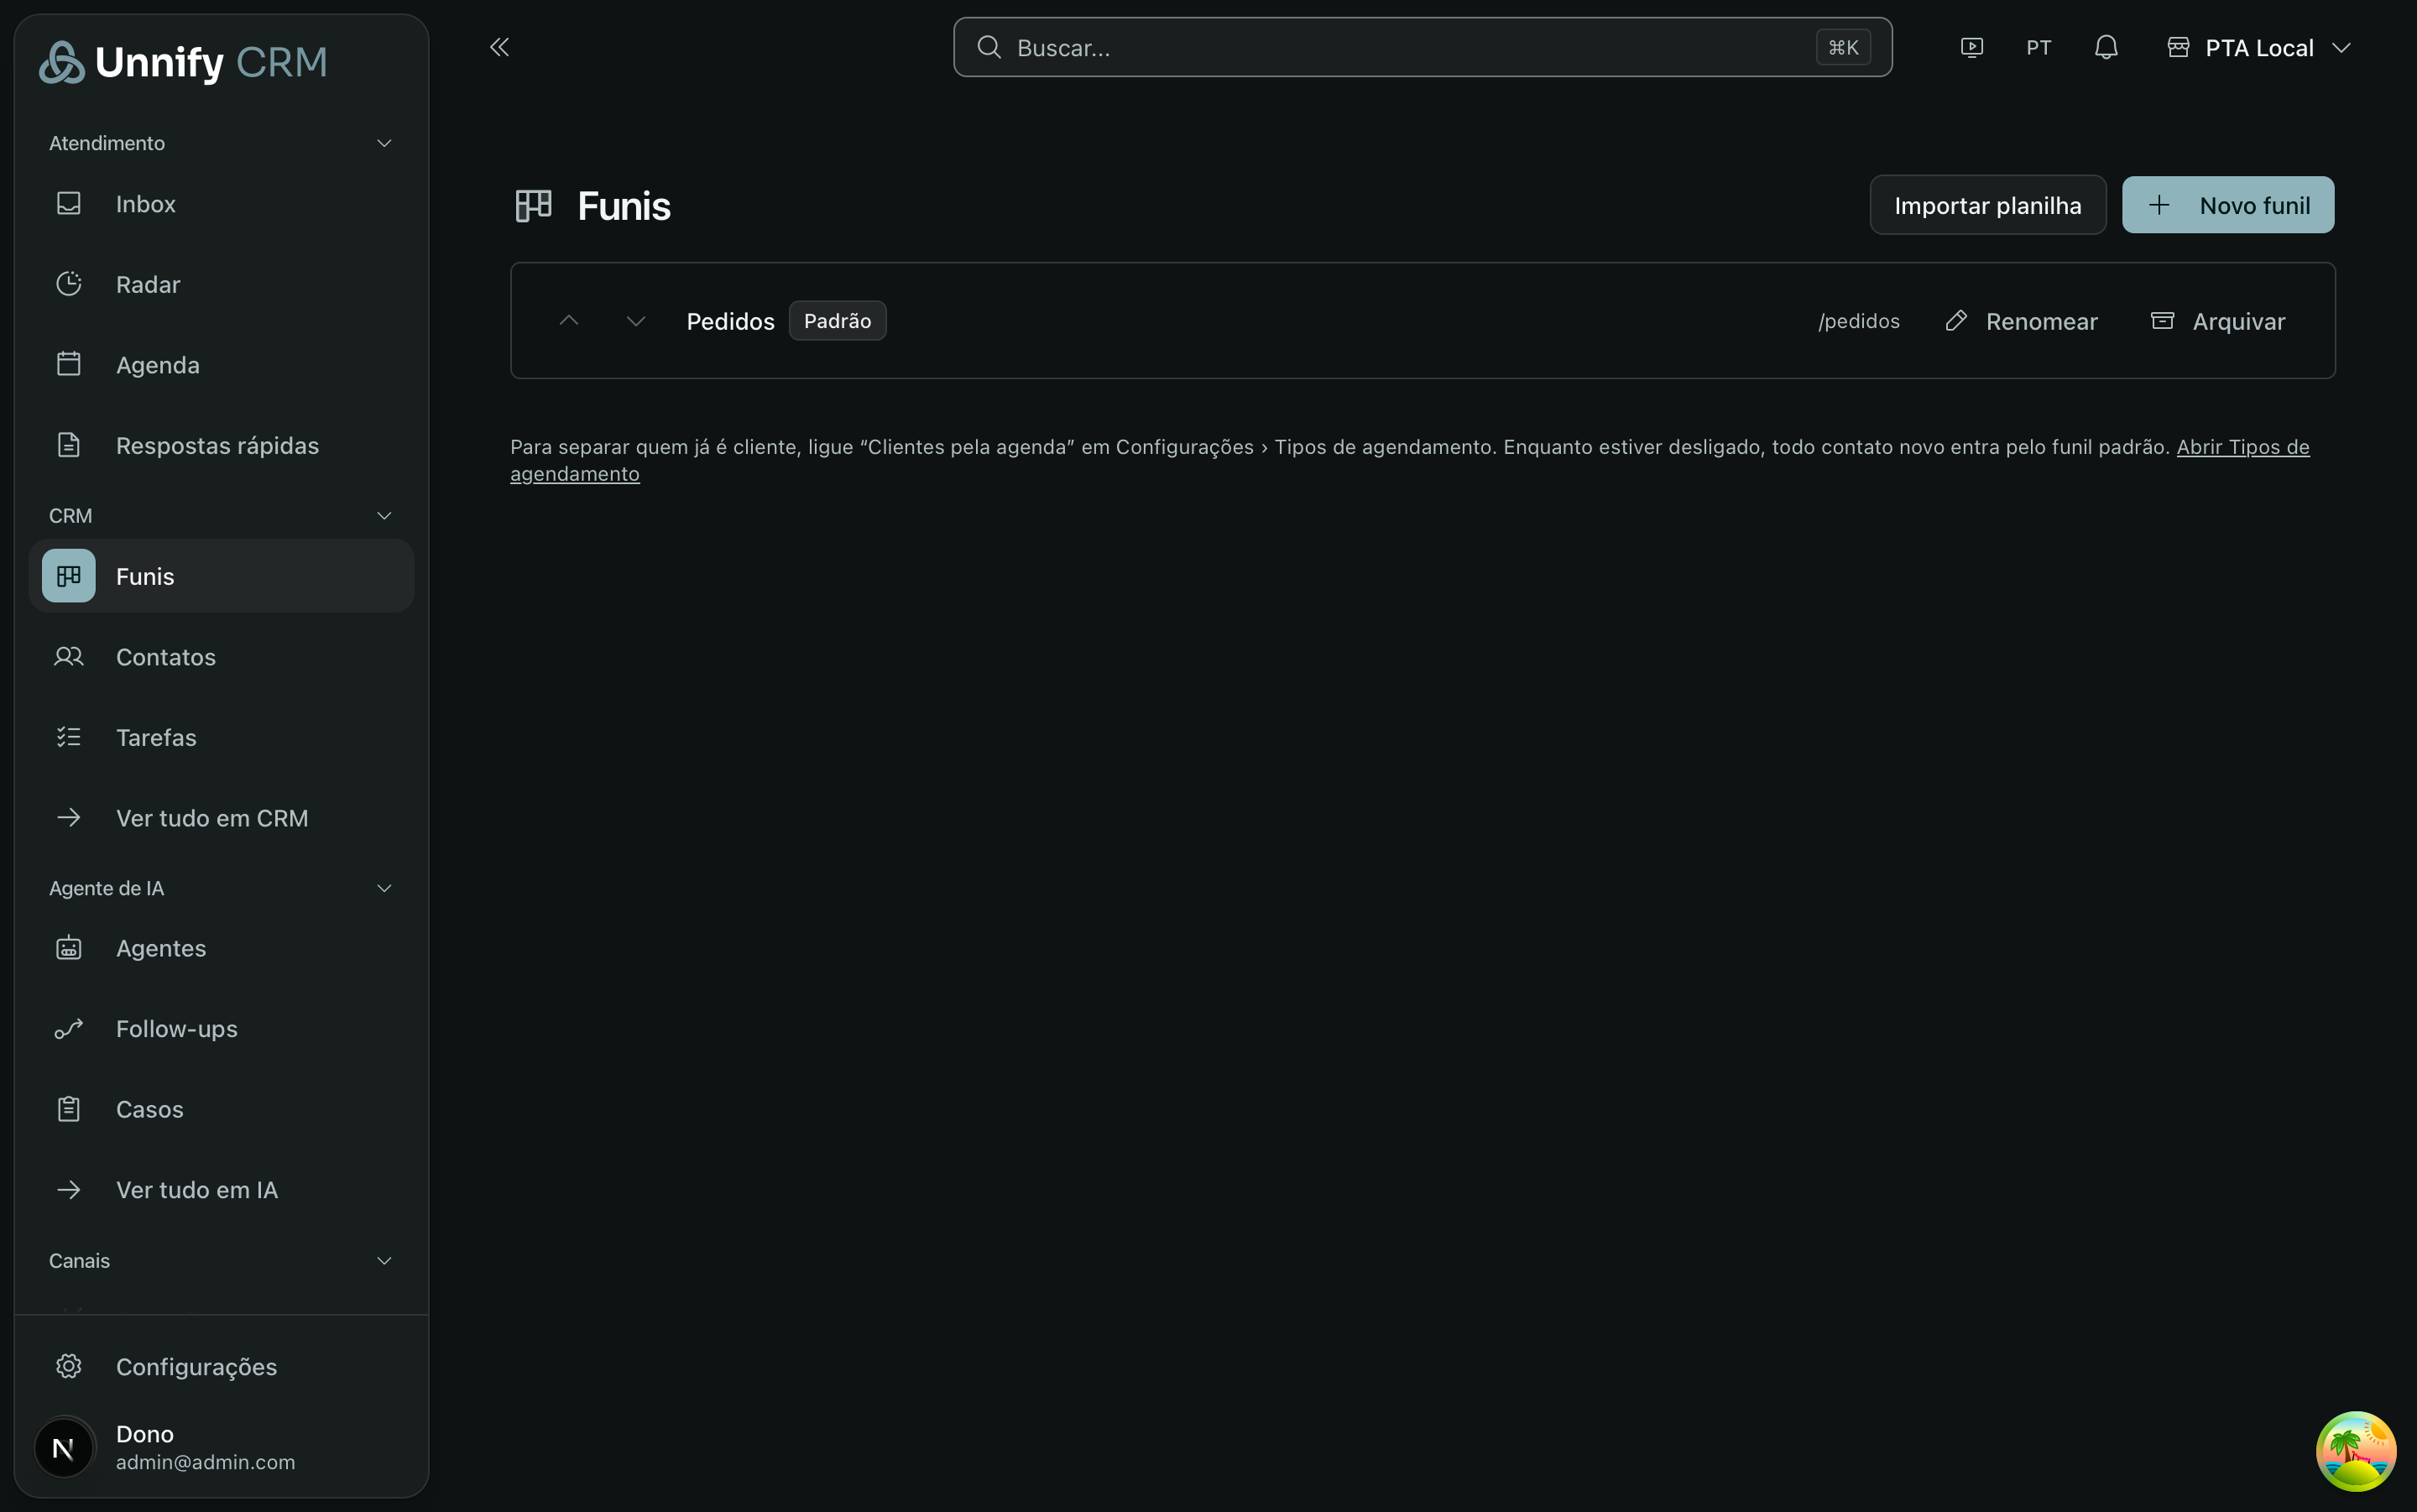 Unnify CRM
Buscar...
⌘K
PT
PTA Local
Atendimento
Inbox
Radar
Agenda
Respostas rápidas
CRM
Funis
Contatos
Tarefas
Ver tudo em CRM
Agente de IA
Agentes
Follow-ups
Casos
Ver tudo em IA
Canais
Configurações
N
Dono
admin@admin.com
Funis
Importar planilha
Novo funil
Pedidos
Padrão
/pedidos
Renomear
Arquivar
Para separar quem já é cliente, ligue “Clientes pela agenda” em Configurações › Tipos de agendamento. Enquanto estiver desligado, todo contato novo entra pelo funil padrão. Abrir Tipos de
agendamento